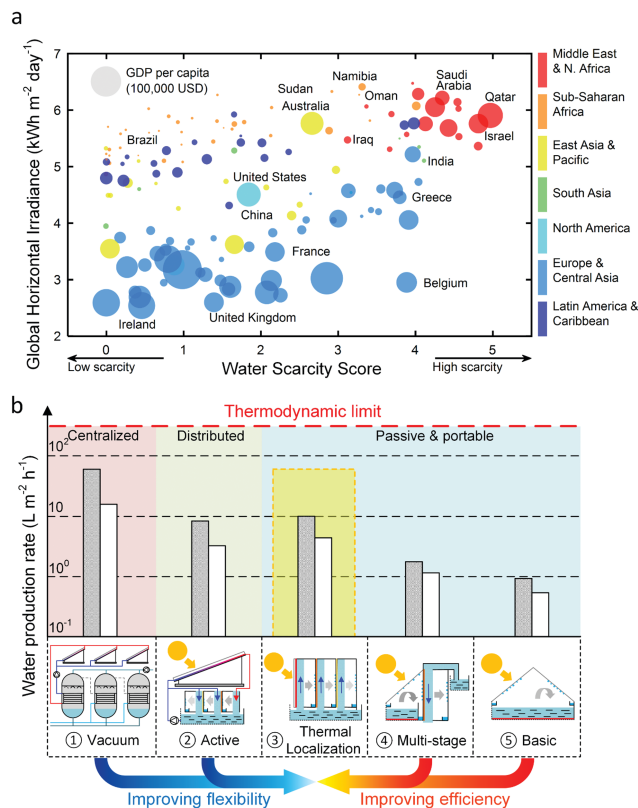 a
Global Horizontal Irradiance (kWh m⁻² day⁻¹)
7
6
5
4
3
2
GDP per capita
(100,000 USD)
Namibia
Sudan
Oman
Saudi
Arabia
Australia
Qatar
Brazil
Iraq
Israel
India
United States
Greece
China
France
Belgium
Ireland
United Kingdom
0
1
2
3
4
5
Low scarcity
Water Scarcity Score
High scarcity
Middle East
& N. Africa
Sub-Saharan
Africa
East Asia &
Pacific
South Asia
North America
Europe &
Central Asia
Latin America &
Caribbean
b
Thermodynamic limit
Centralized
Distributed
Passive & portable
Water production rate (L m⁻² h⁻¹)
10²
10
10⁰
10⁻¹
① Vacuum
② Active
③ Thermal
Localization
④ Multi-stage
⑤ Basic
Improving flexibility
Improving efficiency